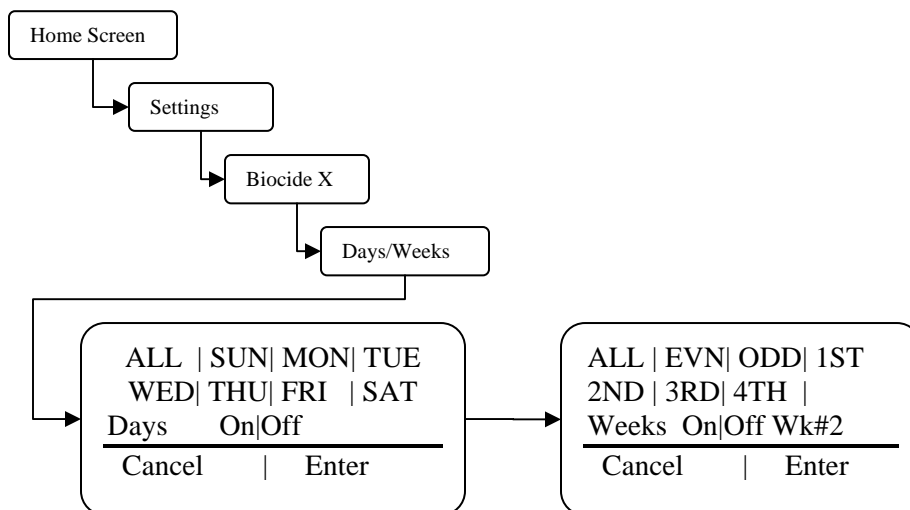 Home Screen
Settings
Biocide X
Days/Weeks
ALL | SUN| MON| TUE
WED| THU| FRI | SAT
Days On|Off
Cancel | Enter
ALL | EVN| ODD| 1ST
2ND | 3RD| 4TH |
Weeks On|Off Wk#2
Cancel | Enter